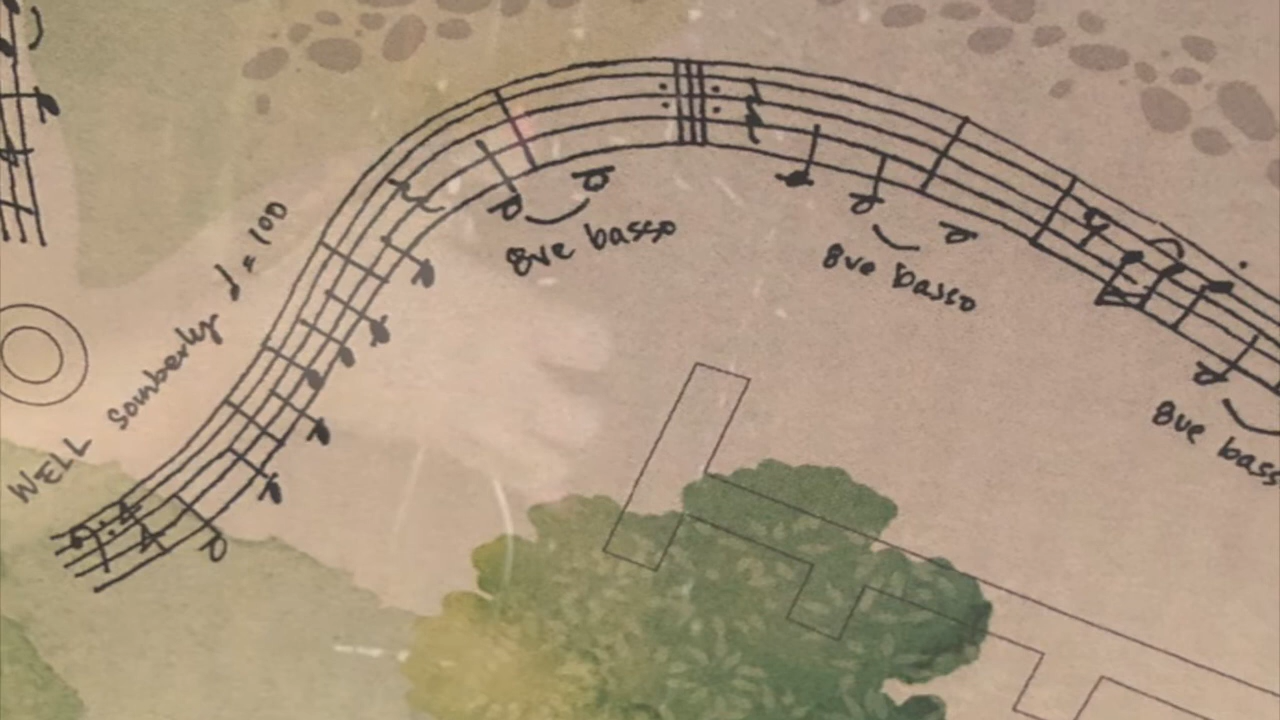 WELL somberly ♩ = 100
8ve basso
8ve basso
8ve bass